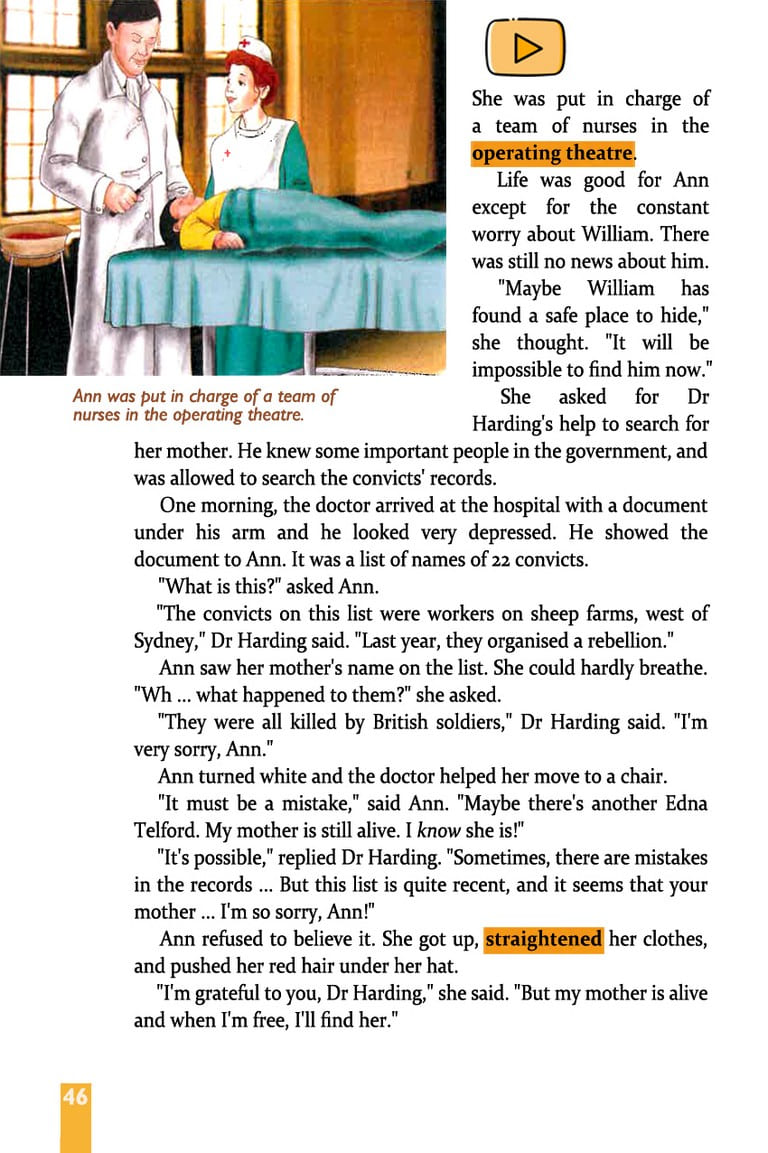 She was put in charge of
a team of nurses in the
operating theatre.
Life was good for Ann
except for the constant
worry about William. There
was still no news about him.
"Maybe William has
found a safe place to hide,"
she thought. "It will be
impossible to find him now."
She asked for Dr
Harding's help to search for
Ann was put in charge of a team of
nurses in the operating theatre.
her mother. He knew some important people in the government, and
was allowed to search the convicts' records.
One morning, the doctor arrived at the hospital with a document
under his arm and he looked very depressed. He showed the
document to Ann. It was a list of names of 22 convicts.
"What is this?" asked Ann.
"The convicts on this list were workers on sheep farms, west of
Sydney," Dr Harding said. "Last year, they organised a rebellion."
Ann saw her mother's name on the list. She could hardly breathe.
"Wh ... what happened to them?" she asked.
"They were all killed by British soldiers," Dr Harding said. "I'm
very sorry, Ann."
Ann turned white and the doctor helped her move to a chair.
"It must be a mistake," said Ann. "Maybe there's another Edna
Telford. My mother is still alive. I know she is!"
"It's possible," replied Dr Harding. "Sometimes, there are mistakes
in the records ... But this list is quite recent, and it seems that your
mother ... I'm so sorry, Ann!"
Ann refused to believe it. She got up, straightened her clothes,
and pushed her red hair under her hat.
"I'm grateful to you, Dr Harding," she said. "But my mother is alive
and when I'm free, I'll find her."
46